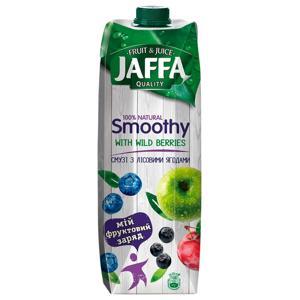 FRUIT & JUICE
JAFFA
QUALITY
100% NATURAL
Smoothy
WITH WILD BERRIES
СМУЗІ З ЛІСОВИМИ ЯГОДАМИ
мій
фруктовий
заряд